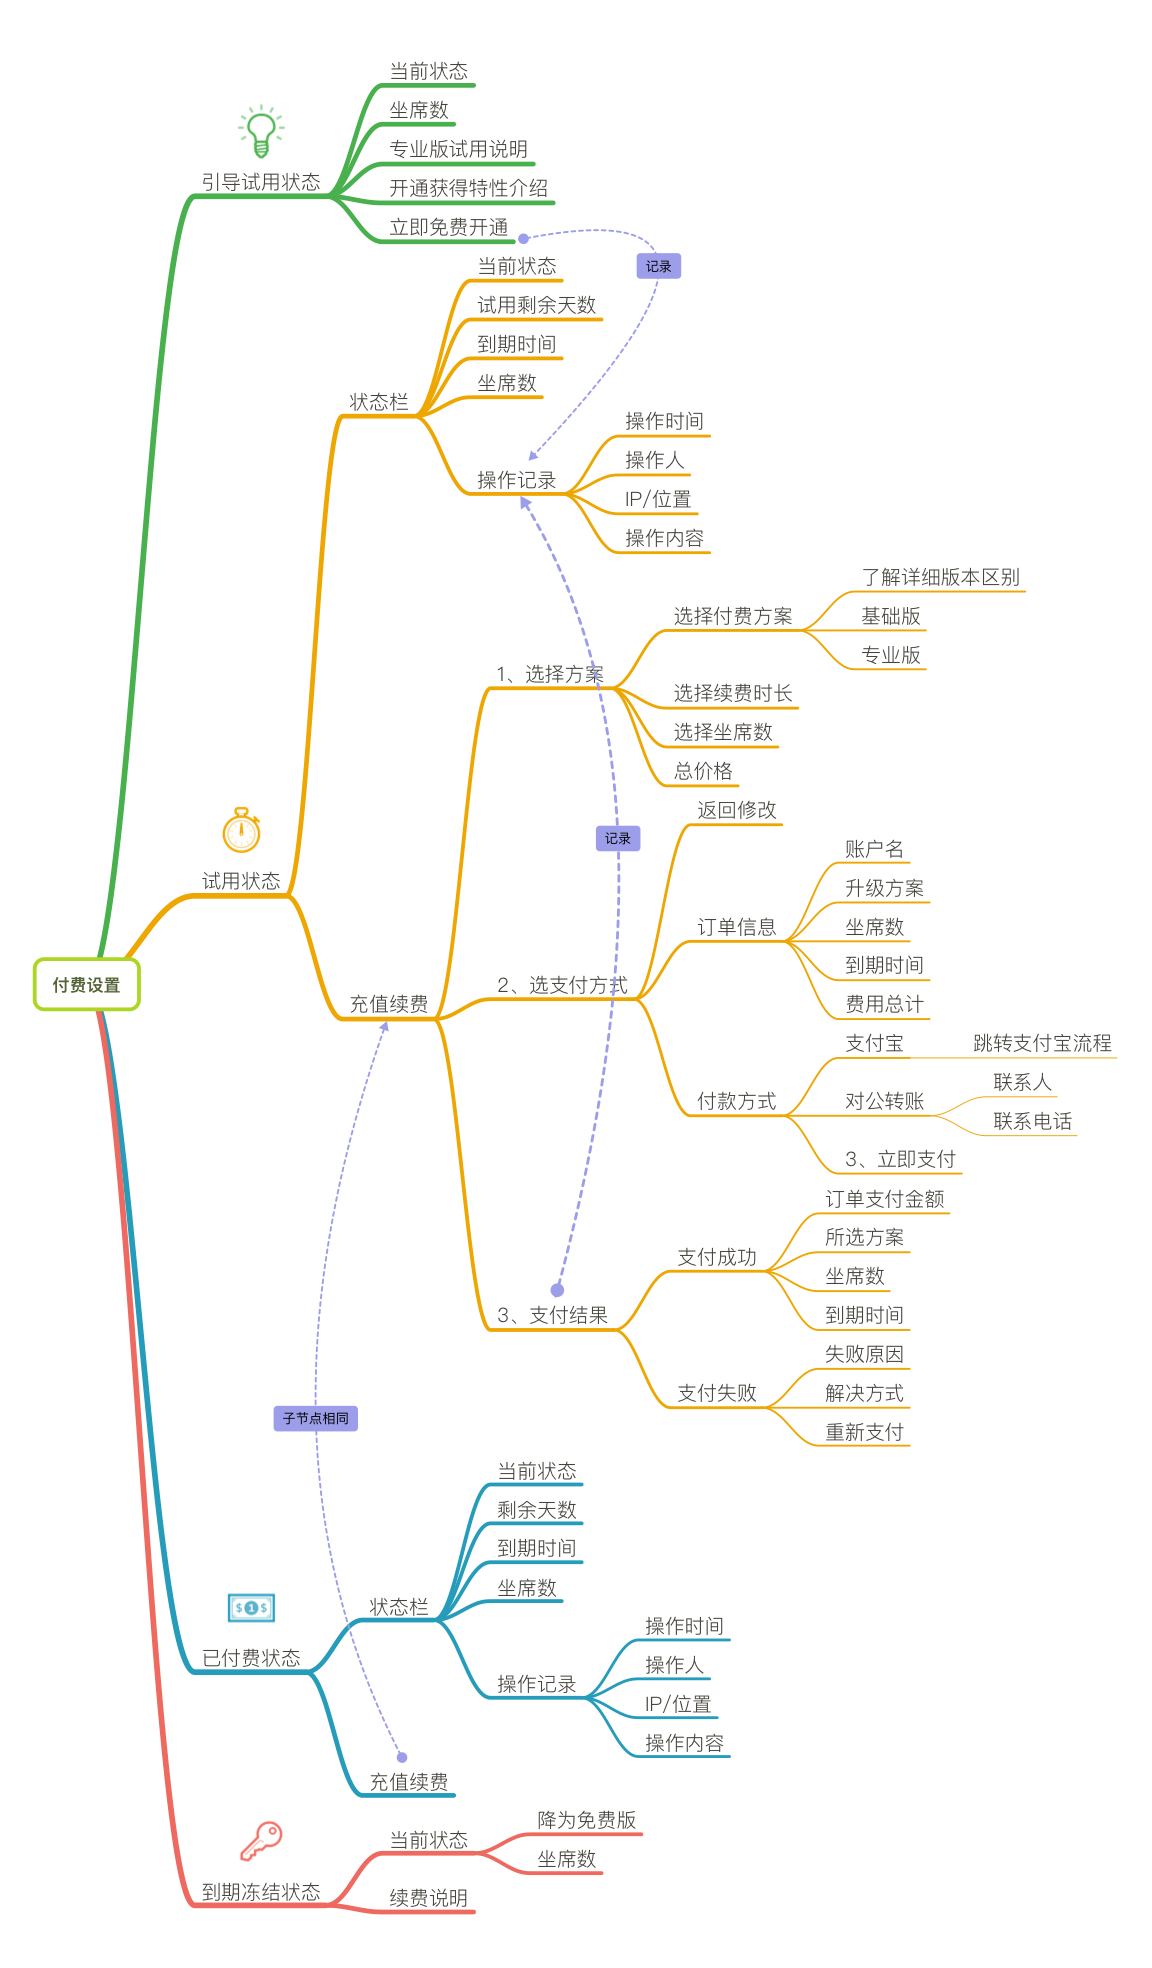 当前状态
坐席数
专业版试用说明
引导试用状态
开通获得特性介绍
立即免费开通
记录
当前状态
试用剩余天数
到期时间
坐席数
状态栏
操作时间
操作人
操作记录
IP/位置
操作内容
了解详细版本区别
选择付费方案
基础版
专业版
1、选择方案
选择续费时长
选择坐席数
总价格
返回修改
记录
账户名
试用状态
升级方案
订单信息
坐席数
到期时间
付费设置
2、选支付方式
充值续费
费用总计
支付宝
跳转支付宝流程
联系人
付款方式
对公转账
联系电话
3、立即支付
订单支付金额
所选方案
支付成功
坐席数
3、支付结果
到期时间
失败原因
支付失败
解决方式
子节点相同
重新支付
当前状态
剩余天数
到期时间
坐席数
$1$
状态栏
操作时间
已付费状态
操作人
操作记录
IP/位置
操作内容
充值续费
降为免费版
当前状态
坐席数
到期冻结状态
续费说明